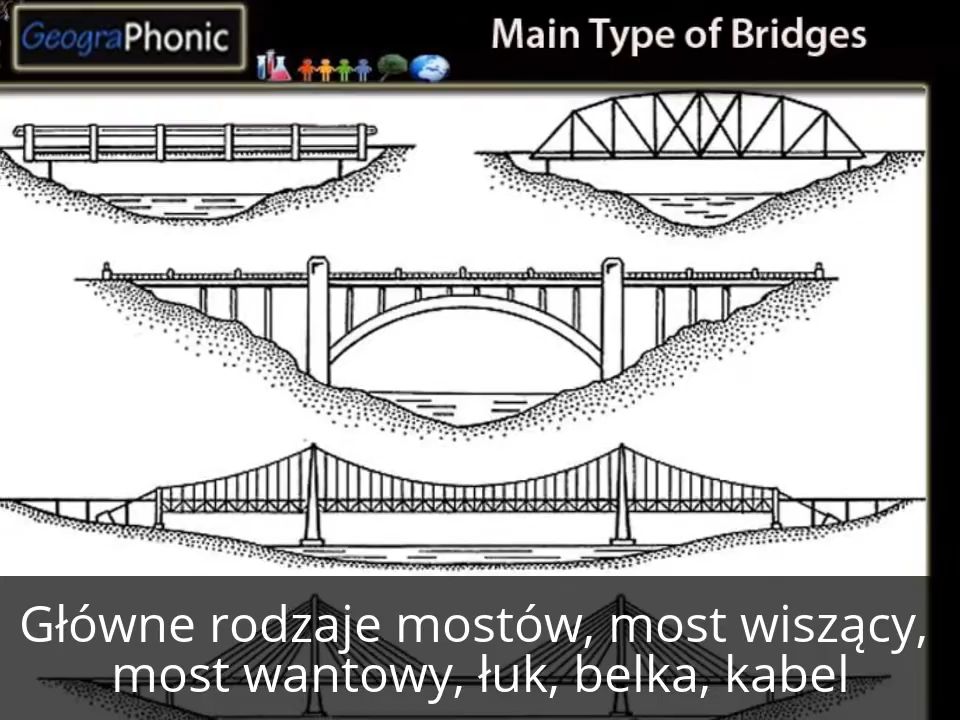 GeograPhonic
Main Type of Bridges
Główne rodzaje mostów, most wiszący,
most wantowy, łuk, belka, kabel